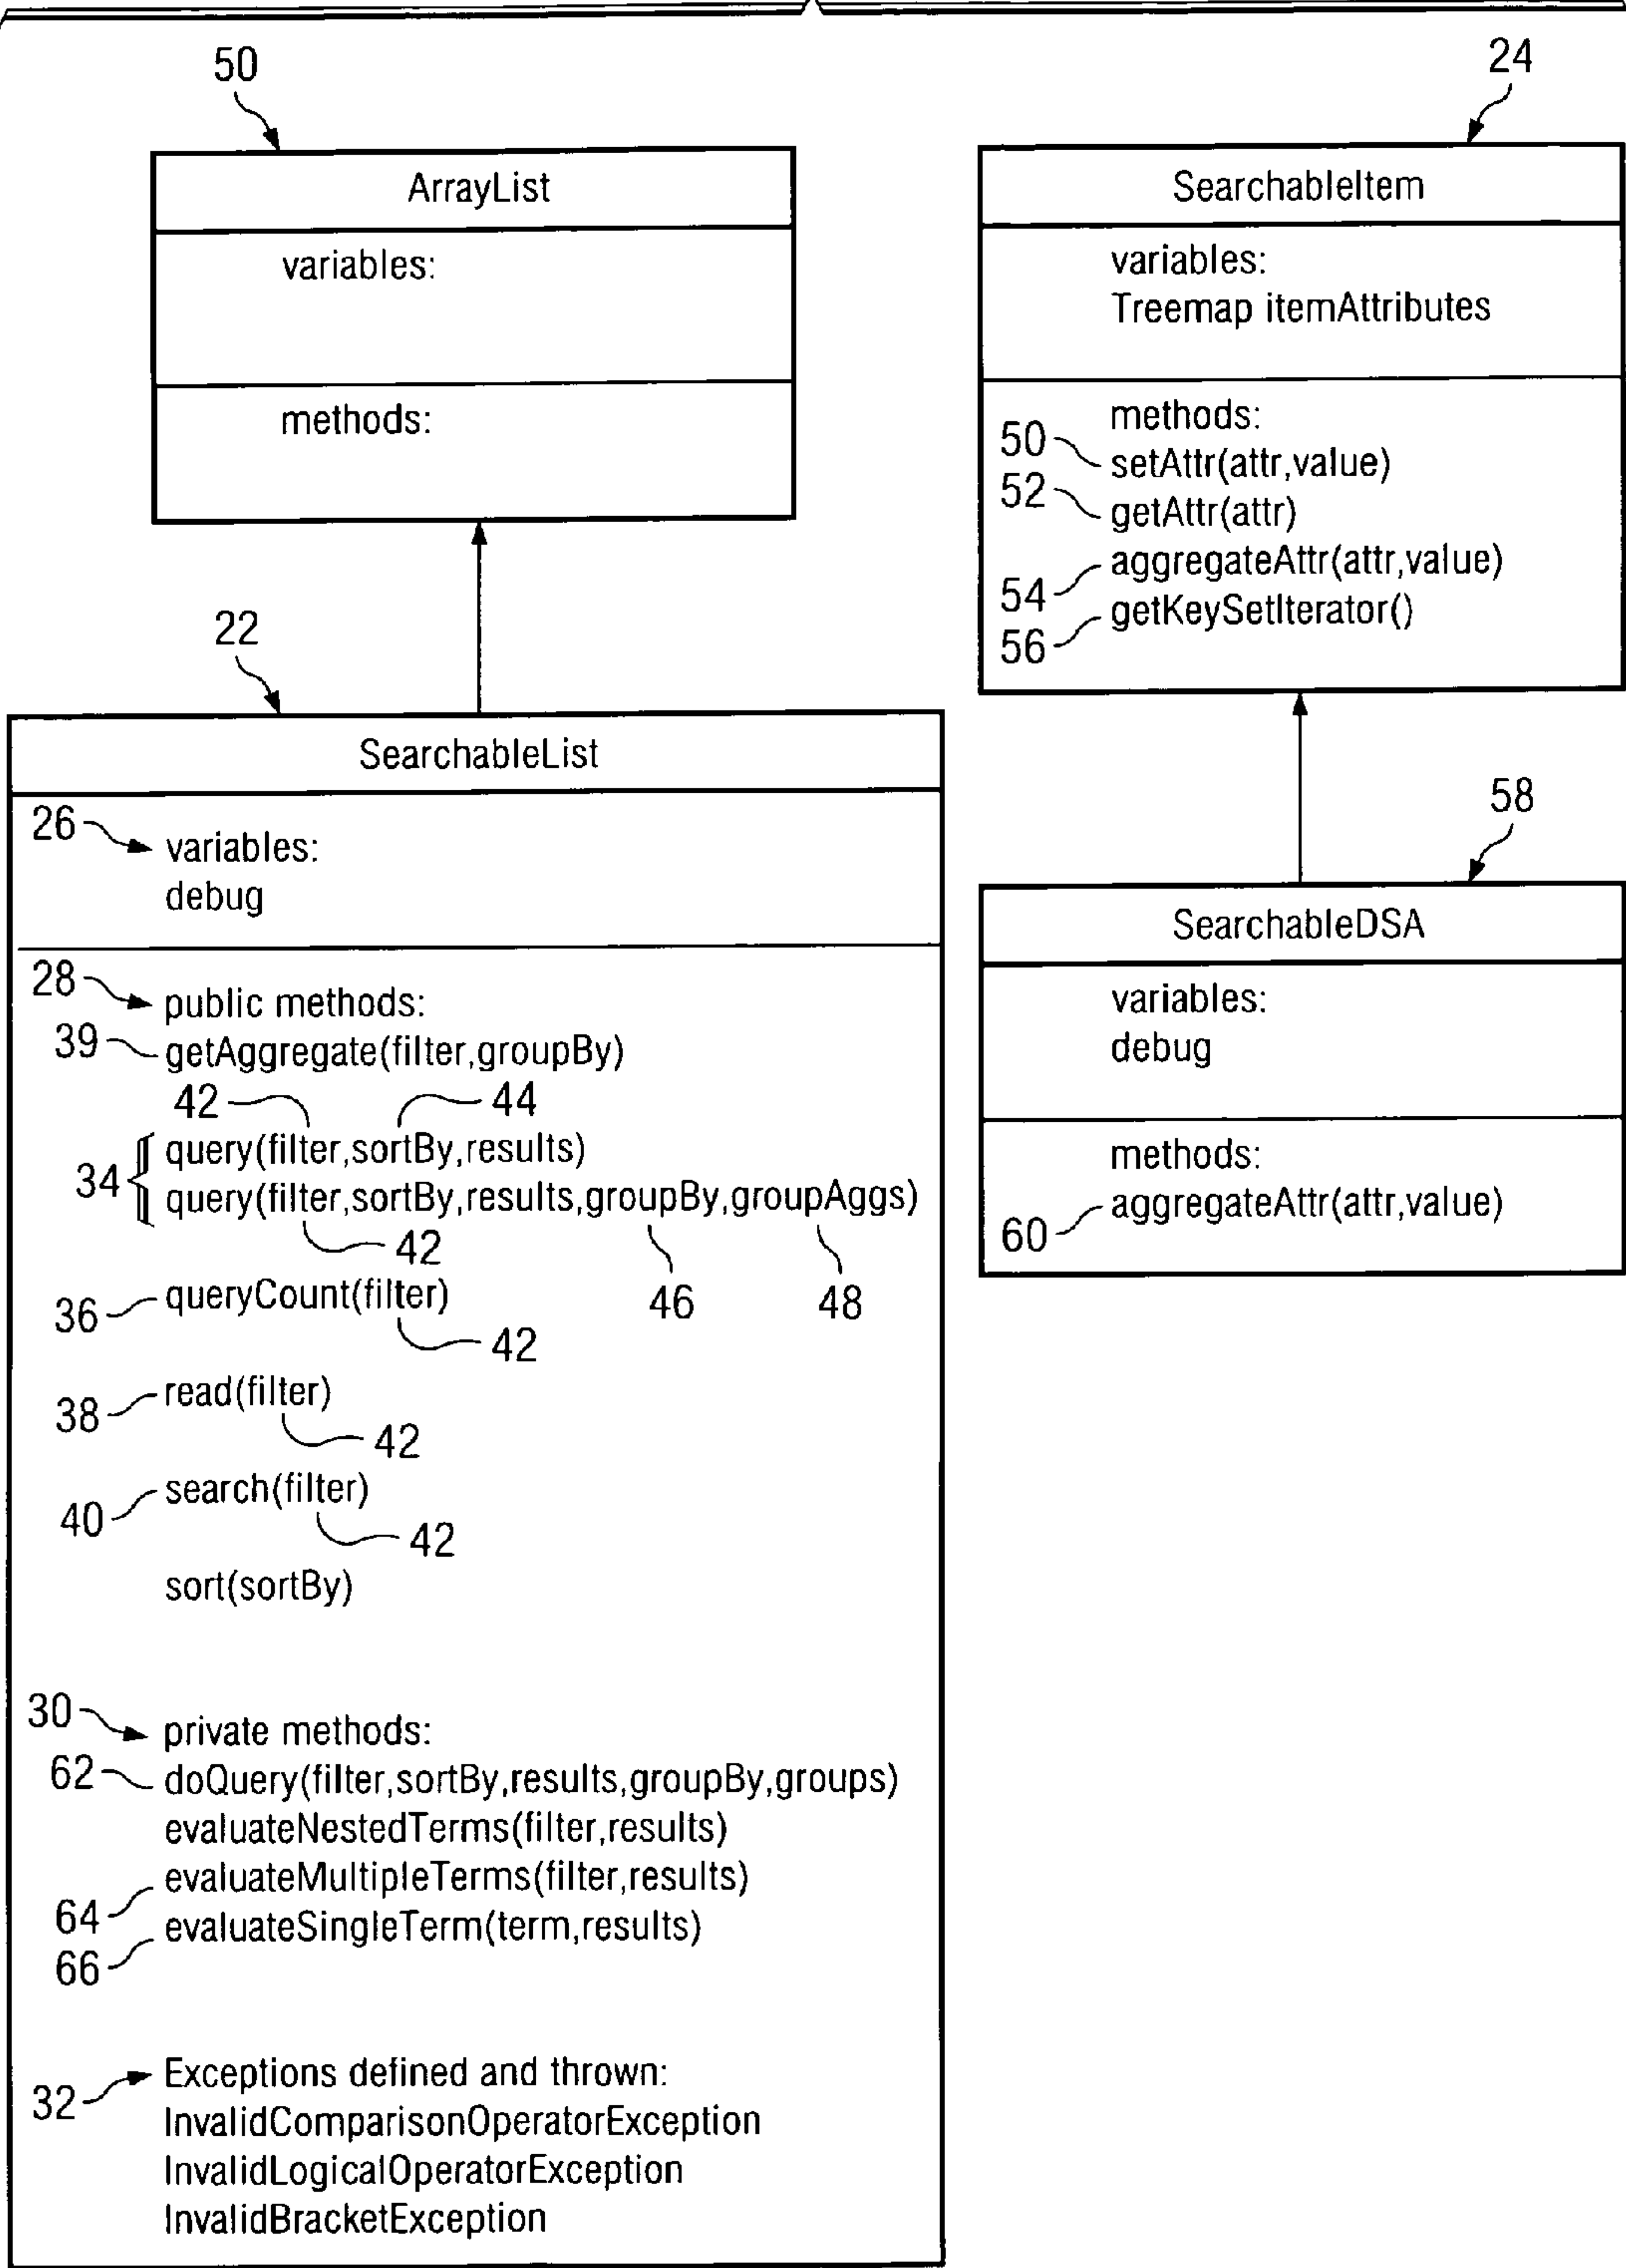 50
ArrayList
variables:
methods:
24
SearchableItem
variables:
Treemap itemAttributes
methods:
50 setAttr(attr,value)
52 getAttr(attr)
54 aggregateAttr(attr,value)
56 getKeySetIterator()
22
SearchableList
26 variables:
debug
28 public methods:
39 getAggregate(filter,groupBy)
42 44
34 query(filter,sortBy,results)
query(filter,sortBy,results,groupBy,groupAggs)
42 46 48
36 queryCount(filter)
42
38 read(filter)
42
40 search(filter)
42
sort(sortBy)
30 private methods:
62 doQuery(filter,sortBy,results,groupBy,groups)
evaluateNestedTerms(filter,results)
64 evaluateMultipleTerms(filter,results)
66 evaluateSingleTerm(term,results)
32 Exceptions defined and thrown:
InvalidComparisonOperatorException
InvalidLogicalOperatorException
InvalidBracketException
58
SearchableDSA
variables:
debug
methods:
60 aggregateAttr(attr,value)